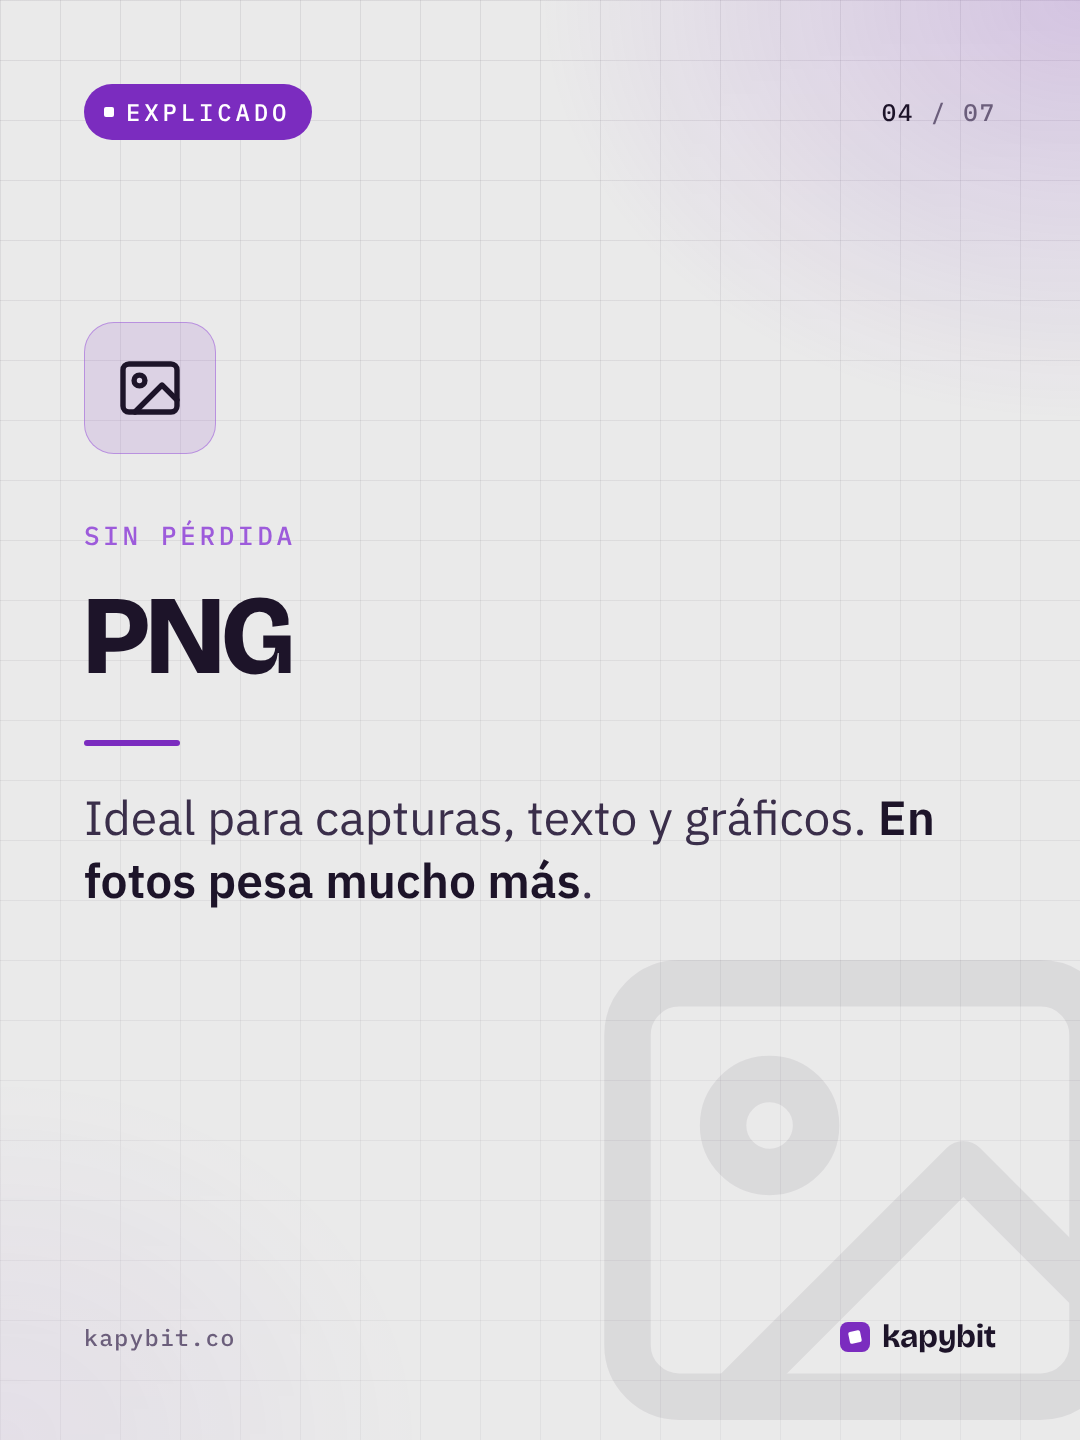 EXPLICADO
04 / 07
SIN PÉRDIDA
PNG
Ideal para capturas, texto y gráficos. En
fotos pesa mucho más.
kapybit.co
kapybit